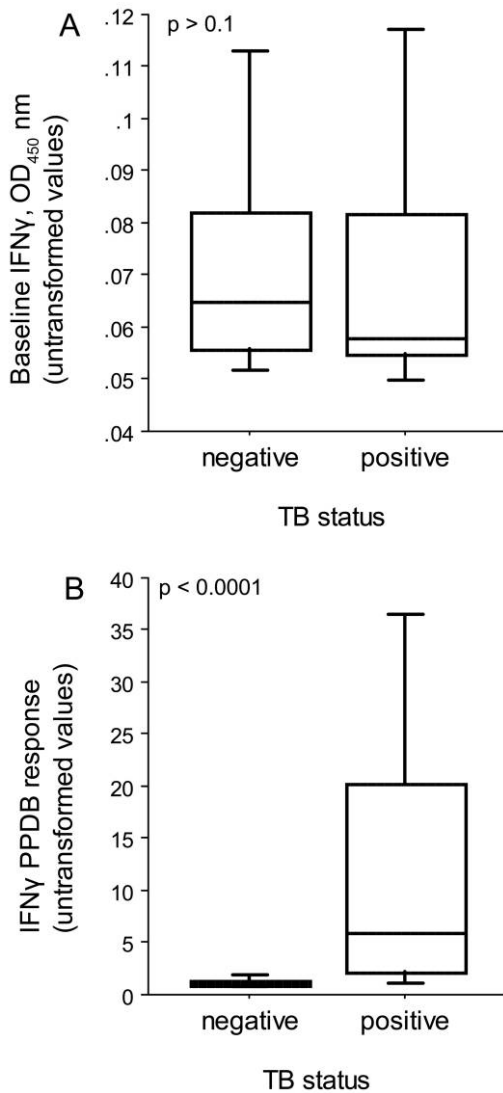 A
p > 0.1
Baseline IFNγ, OD450 nm
(untransformed values)
.12
.11
.1
.09
.08
.07
.06
.05
.04
negative positive
TB status
B
p < 0.0001
IFNγ PPDB response
(untransformed values)
40
35
30
25
20
15
10
5
0
negative positive
TB status